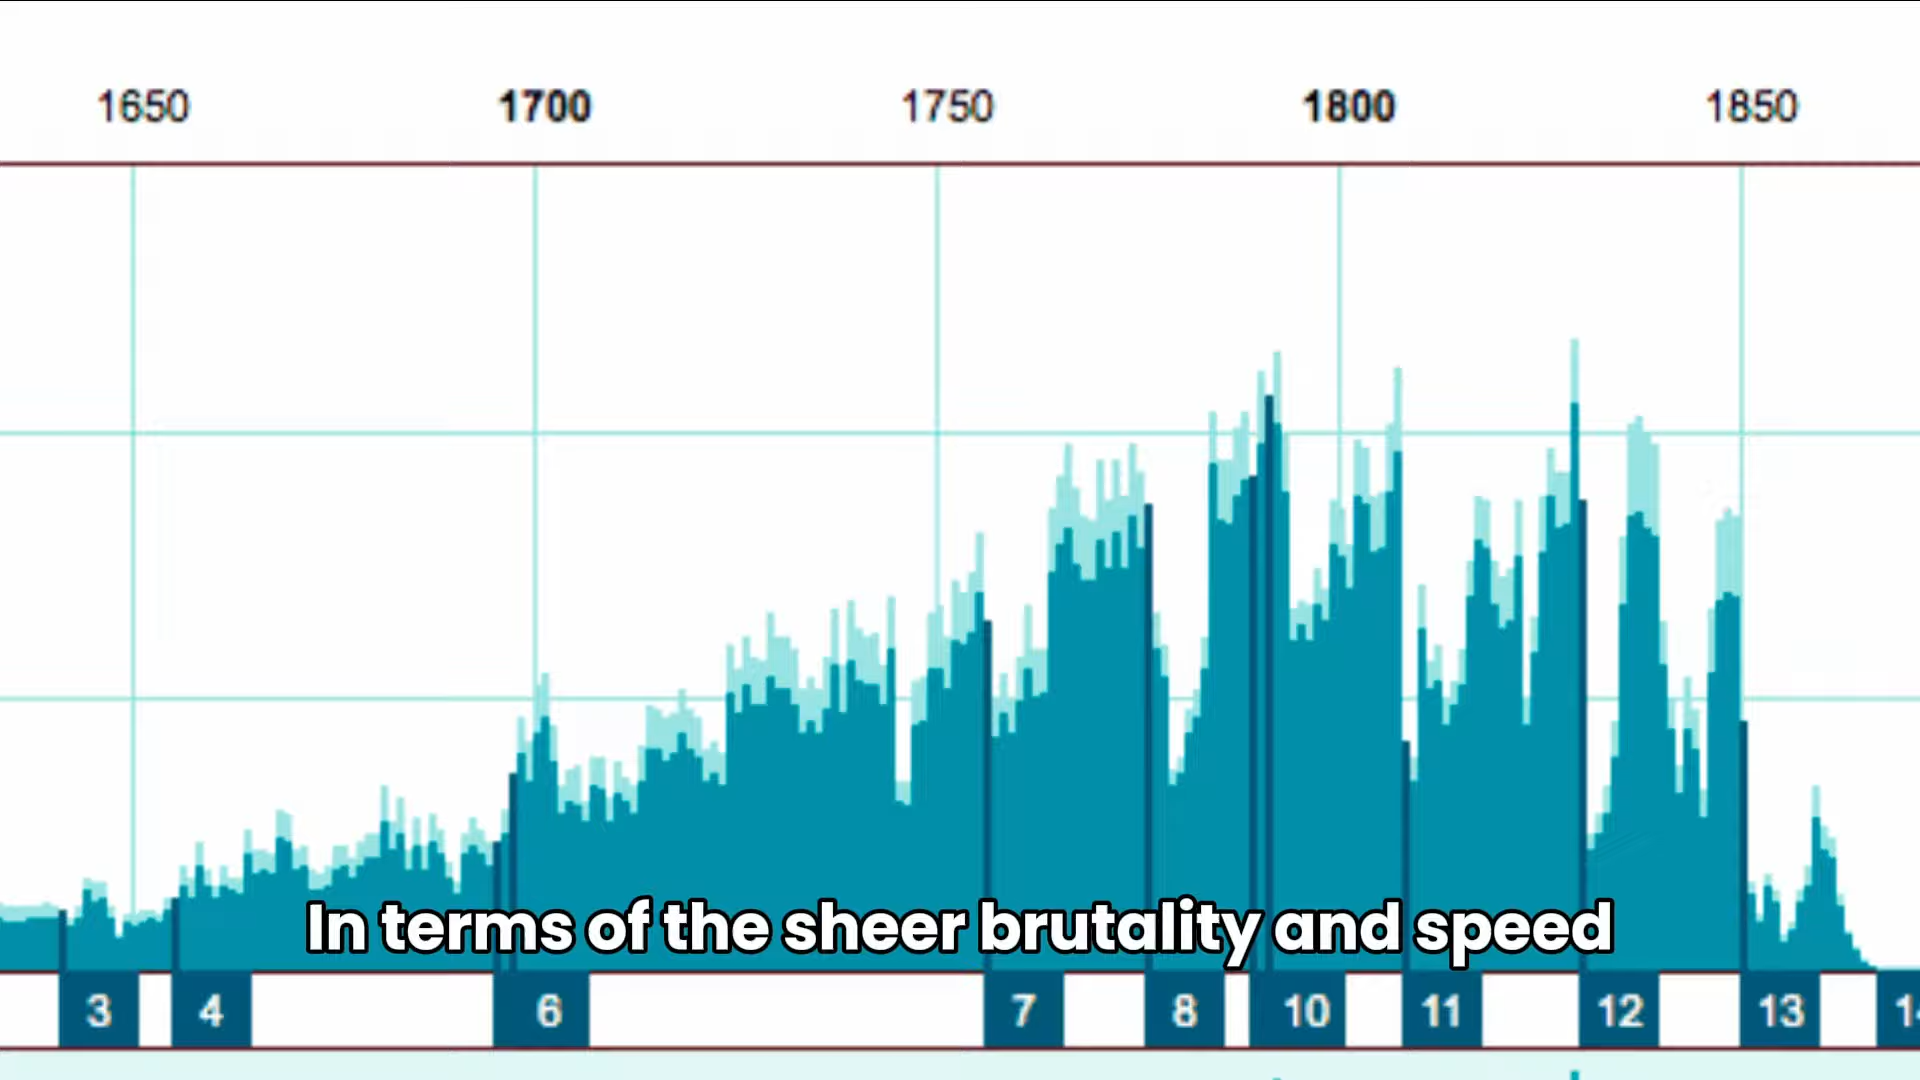 1650 1700 1750 1800 1850
In terms of the sheer brutality and speed
3 4 6 7 8 10 11 12 13